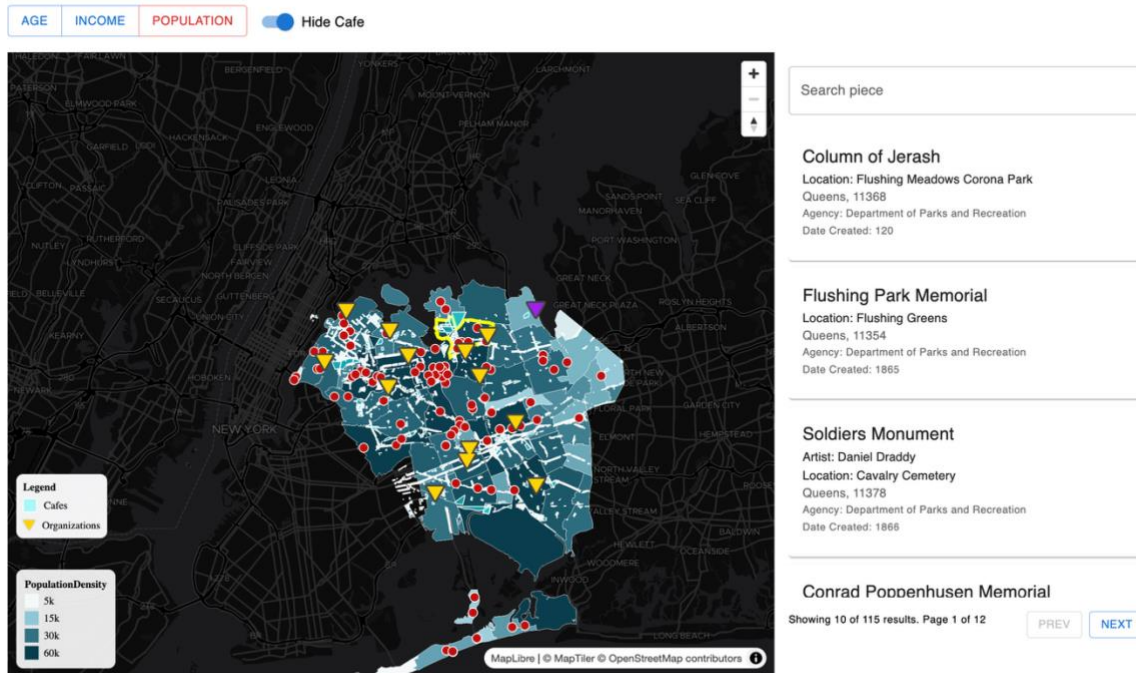 AGE
INCOME
POPULATION
Hide Cafe
FAIR LAWN
BERGENFIELD
YONKERS
LARCHMONT
PATERSON
ELMWOOD PARK
MOUNT VERNON
PELHAM MANOR
HACKENSACK
LODI
ENGLEWOOD
GARFIELD
CLIFTON
PASSAIC
LEONIA
GLEN COVE
PALISADES PARK
SANDS POINT
SEA CLIFF
MANORHAVEN
NUTLEY
RUTHERFORD
CLIFFSIDE PARK
PORT WASHINGTON
LYNDHURST
FAIRVIEW
NORTH BERGEN
GREAT NECK
BELLEVILLE
SECAUCUS
GUTTENBERG
GREAT NECK PLAZA
ROSLYN HEIGHTS
UNION CITY
KEARNY
ALBERTSON
HOBOKEN
NEWARK
FLORAL PARK
GARDEN CITY
NEW YORK
ELMONT
HEMPSTEAD
NORTH VALLEY
STREAM
VALLEY STREAM
BALDWIN
HEWLETT
OCEANSIDE
WOODMERE
INWOOD
LONG BEACH
Legend
Cafes
Organizations
PopulationDensity
5k
15k
30k
60k
MapLibre | © MapTiler © OpenStreetMap contributors
Search piece
Column of Jerash
Location: Flushing Meadows Corona Park
Queens, 11368
Agency: Department of Parks and Recreation
Date Created: 120
Flushing Park Memorial
Location: Flushing Greens
Queens, 11354
Agency: Department of Parks and Recreation
Date Created: 1865
Soldiers Monument
Artist: Daniel Draddy
Location: Cavalry Cemetery
Queens, 11378
Agency: Department of Parks and Recreation
Date Created: 1866
Conrad Poppenhusen Memorial
Showing 10 of 115 results. Page 1 of 12
PREV
NEXT